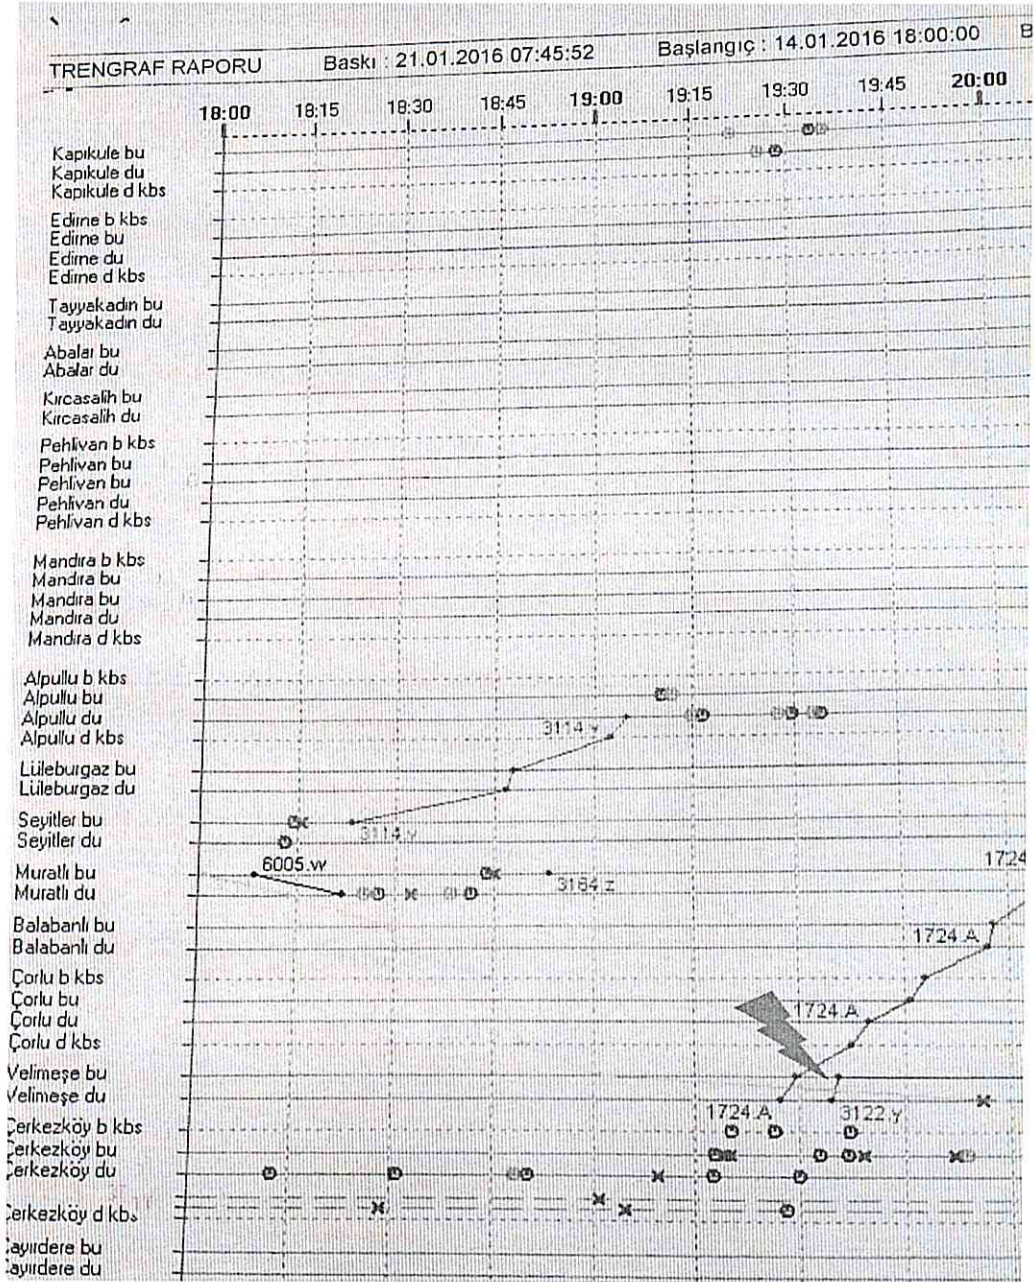 TRENGRAF RAPORU Baskı : 21.01.2016 07:45:52 Başlangıç : 14.01.2016 18:00:00 B
18:00 18:15 18:30 18:45 19:00 19:15 19:30 19:45 20:00
Kapıkule bu
Kapıkule du
Kapıkule d kbs
Edirne b kbs
Edirne bu
Edirne du
Edirne d kbs
Tayyakadın bu
Tayyakadın du
Abalar bu
Abalar du
Kırcasalih bu
Kırcasalih du
Pehlivan b kbs
Pehlivan bu
Pehlivan bu
Pehlivan du
Pehlivan d kbs
Mandıra b kbs
Mandıra bu
Mandıra bu
Mandıra du
Mandıra d kbs
Alpullu b kbs
Alpullu bu
Alpullu du
Alpullu d kbs 3114.y
Lüleburgaz bu
Lüleburgaz du
Seyitler bu
Seyitler du 3114.y
Muratlı bu 6005.w 1724
Muratlı du 3164.z
Balabanlı bu
Balabanlı du 1724.A
Çorlu b kbs
Çorlu bu
Çorlu du 1724.A
Çorlu d kbs
Velimeşe bu
Velimeşe du
1724.A 3122.y
Çerkezköy b kbs
Çerkezköy bu
Çerkezköy du
Çerkezköy d kbs
ayırdere bu
ayırdere du